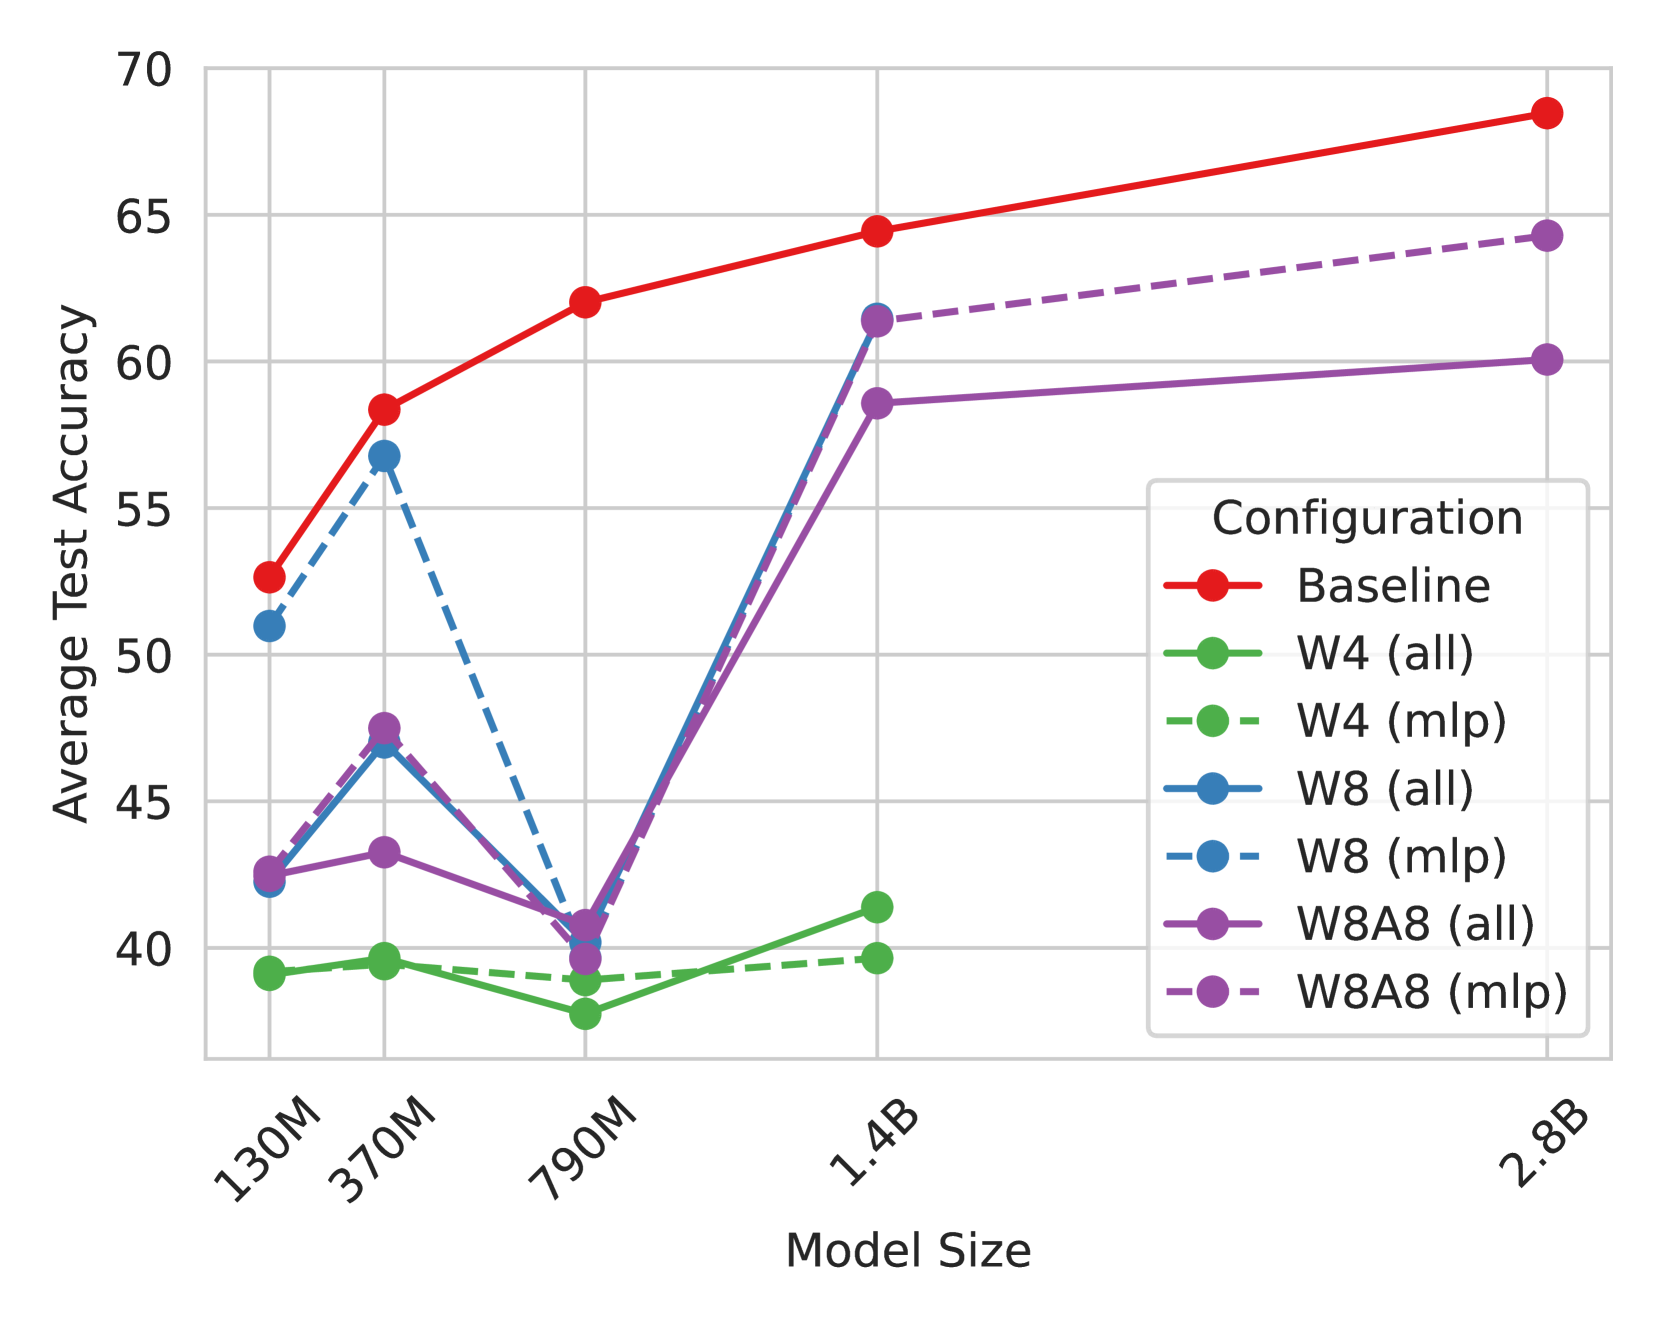 70
65
60
55
50
45
40
Average Test Accuracy
Configuration
Baseline
W4 (all)
W4 (mlp)
W8 (all)
W8 (mlp)
W8A8 (all)
W8A8 (mlp)
130M
370M
790M
1.4B
2.8B
Model Size